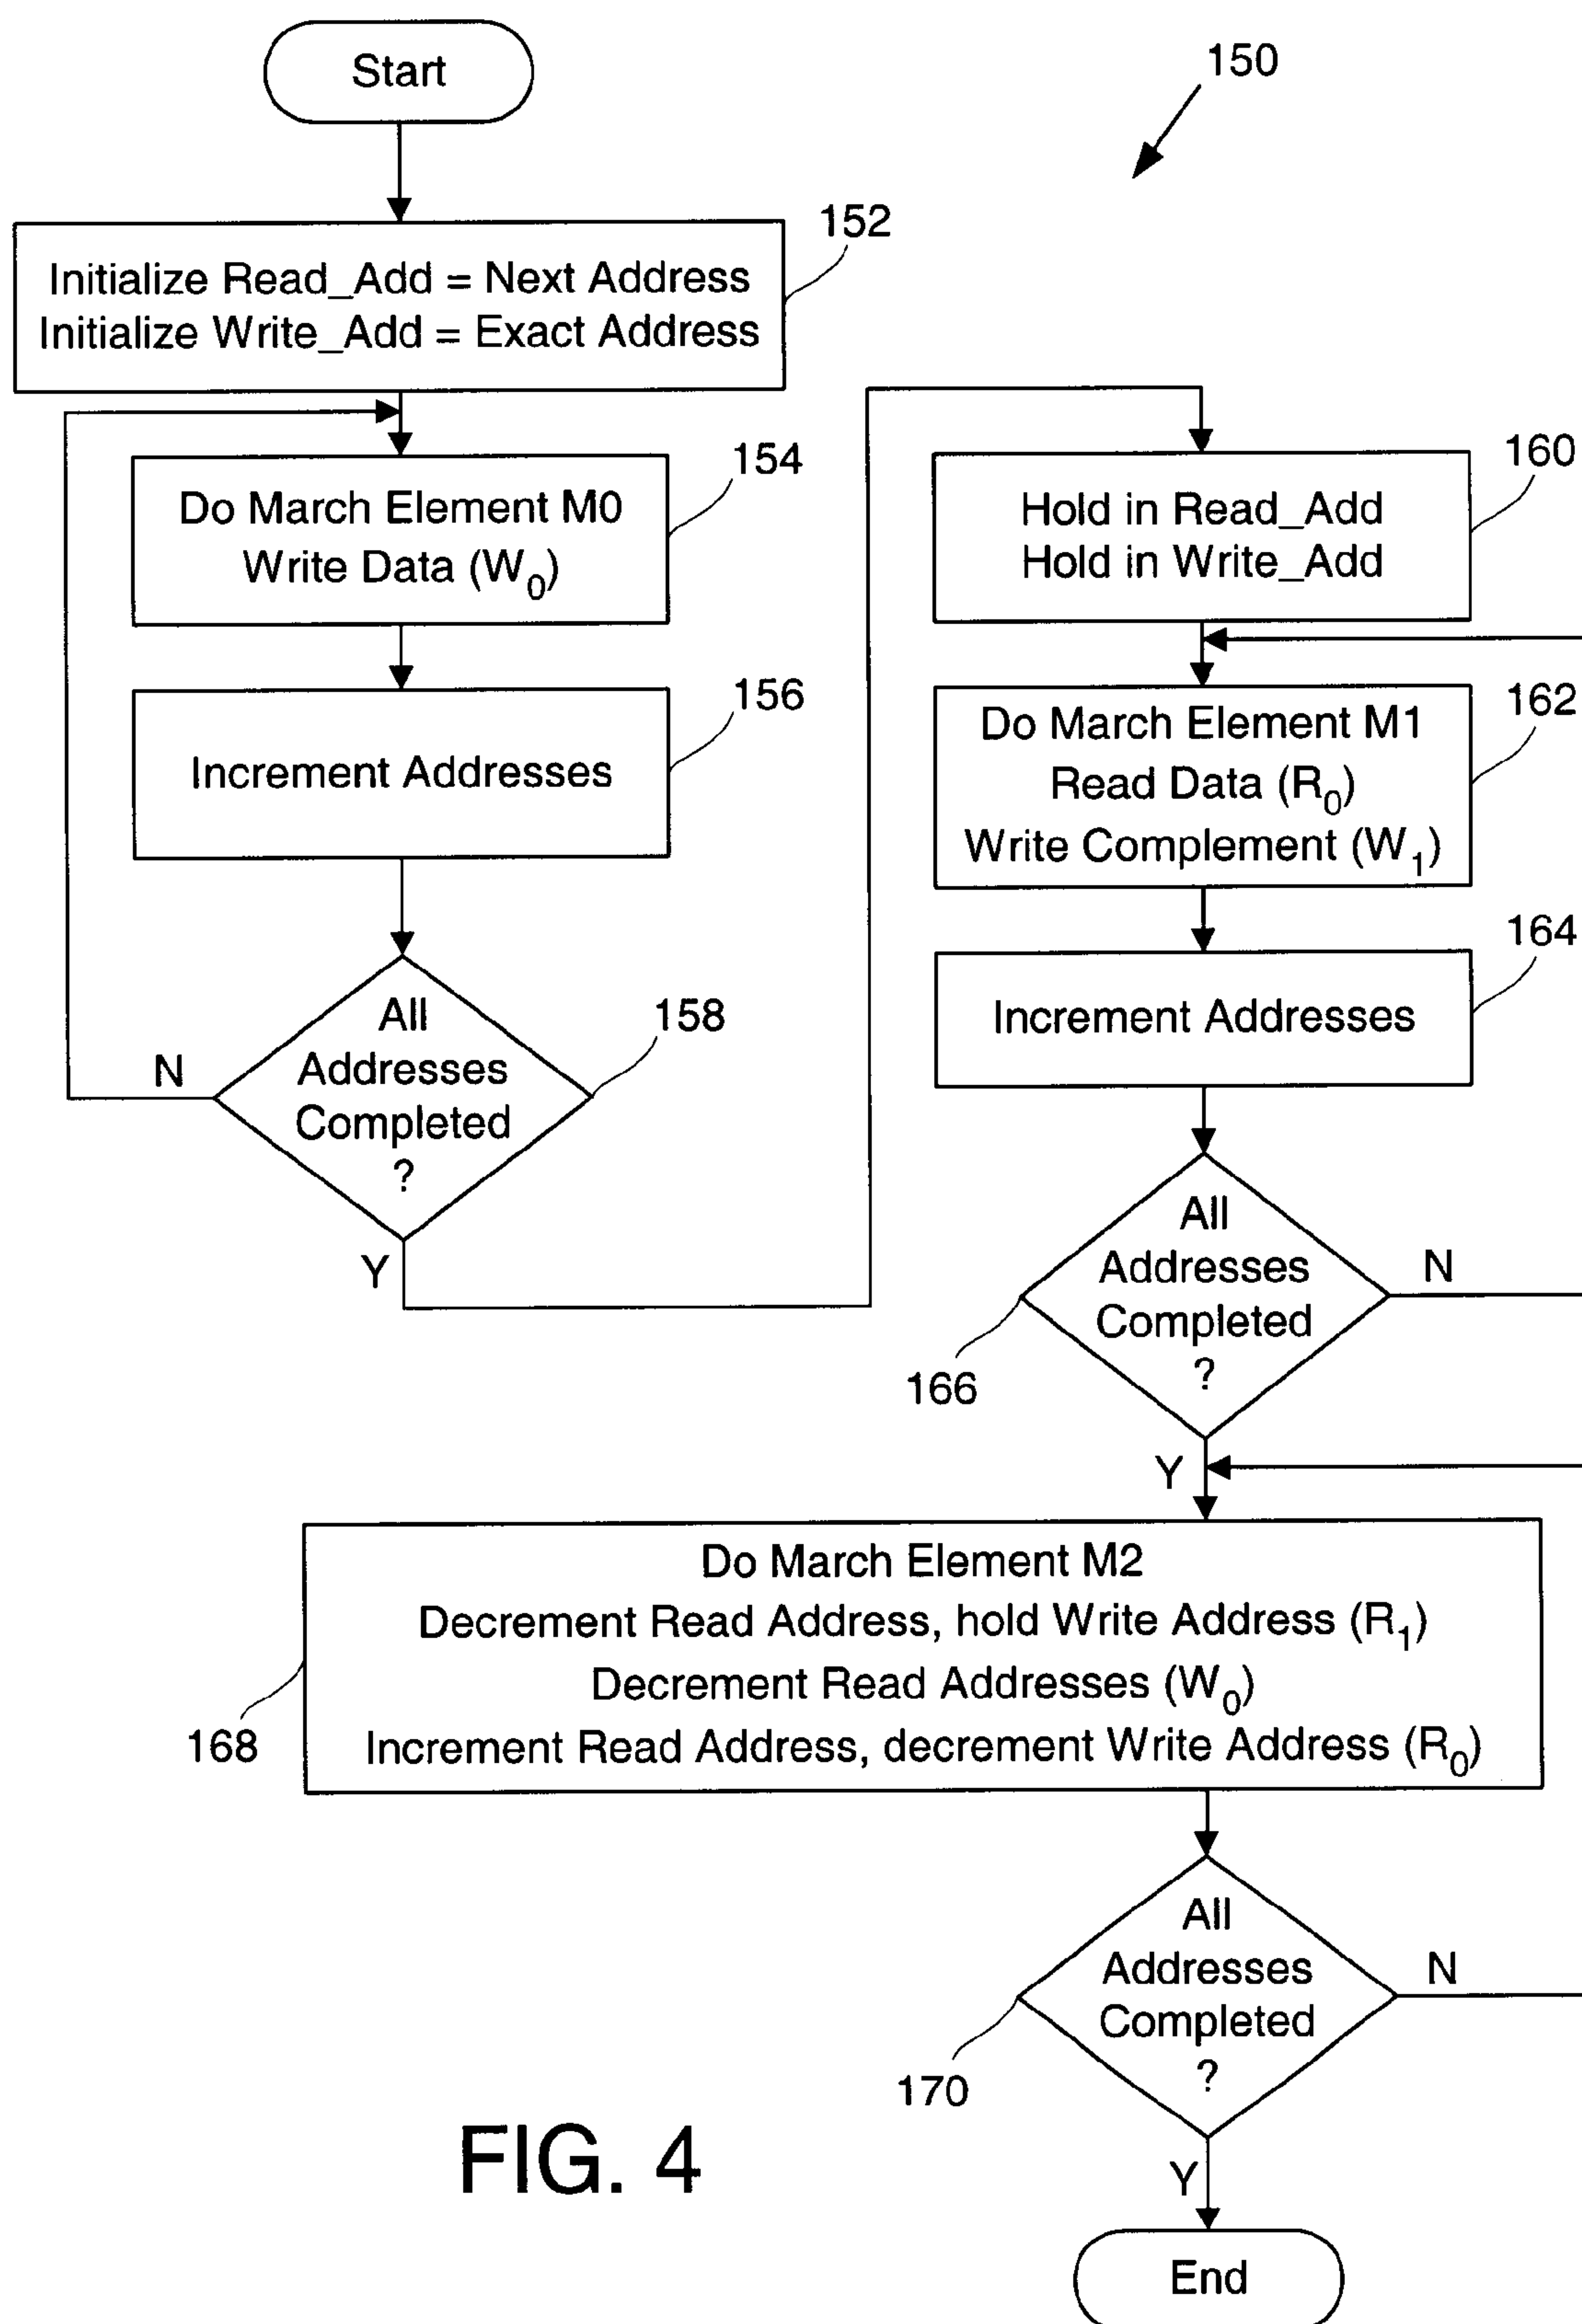 Start
150
152
Initialize Read_Add = Next Address
Initialize Write_Add = Exact Address
154
Do March Element M0
Write Data (W0)
156
Increment Addresses
158
All
Addresses
Completed
?
N
Y
160
Hold in Read_Add
Hold in Write_Add
162
Do March Element M1
Read Data (R0)
Write Complement (W1)
164
Increment Addresses
166
All
Addresses
Completed
?
N
Y
168
Do March Element M2
Decrement Read Address, hold Write Address (R1)
Decrement Read Addresses (W0)
Increment Read Address, decrement Write Address (R0)
170
All
Addresses
Completed
?
N
Y
End
FIG. 4